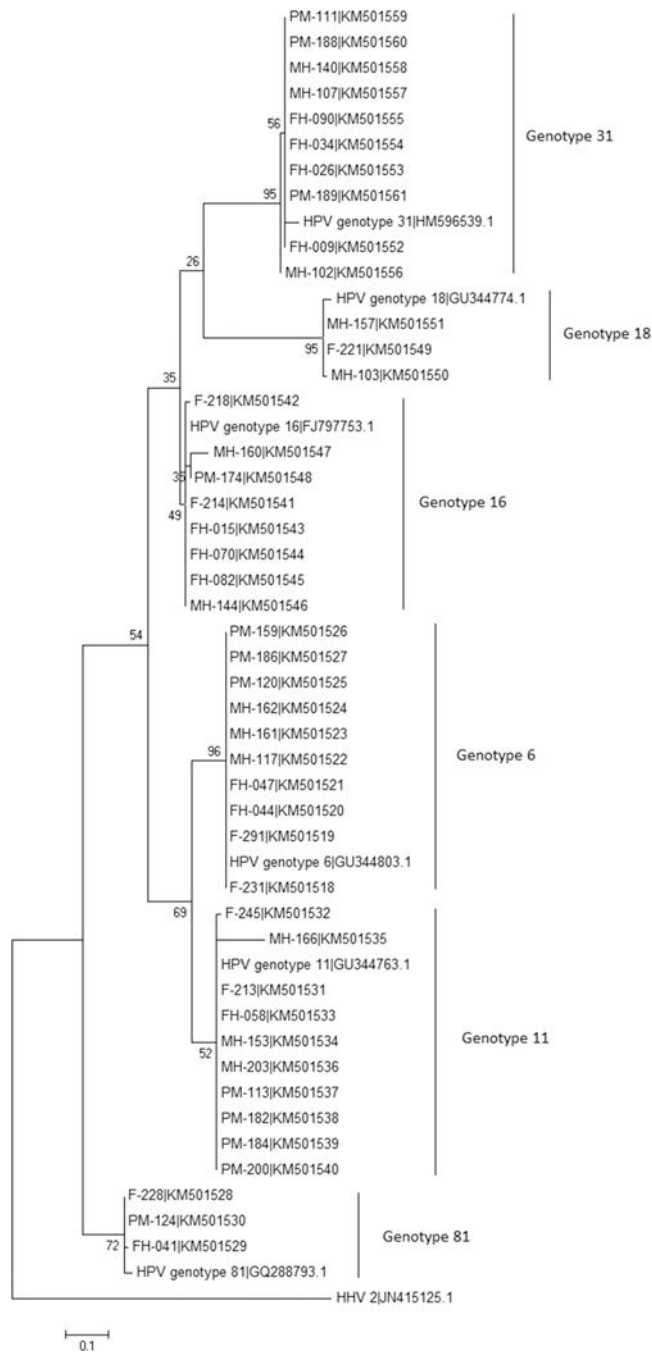 PM-111|KM501559
PM-188|KM501560
MH-140|KM501558
MH-107|KM501557
56
FH-090|KM501555
Genotype 31
FH-034|KM501554
FH-026|KM501553
95
PM-189|KM501561
HPV genotype 31|HM596539.1
FH-009|KM501552
26
MH-102|KM501556
HPV genotype 18|GU344774.1
MH-157|KM501551
Genotype 18
95
F-221|KM501549
MH-103|KM501550
35
F-218|KM501542
HPV genotype 16|FJ797753.1
MH-160|KM501547
35
PM-174|KM501548
Genotype 16
F-214|KM501541
49
FH-015|KM501543
FH-070|KM501544
FH-082|KM501545
MH-144|KM501546
54
PM-159|KM501526
PM-186|KM501527
PM-120|KM501525
MH-162|KM501524
MH-161|KM501523
96
MH-117|KM501522
Genotype 6
FH-047|KM501521
FH-044|KM501520
F-291|KM501519
HPV genotype 6|GU344803.1
F-231|KM501518
69
F-245|KM501532
MH-166|KM501535
HPV genotype 11|GU344763.1
F-213|KM501531
FH-058|KM501533
Genotype 11
MH-153|KM501534
52
MH-203|KM501536
PM-113|KM501537
PM-182|KM501538
PM-184|KM501539
PM-200|KM501540
F-228|KM501528
PM-124|KM501530
Genotype 81
72
FH-041|KM501529
HPV genotype 81|GQ288793.1
HHV 2|JN415125.1
0.1